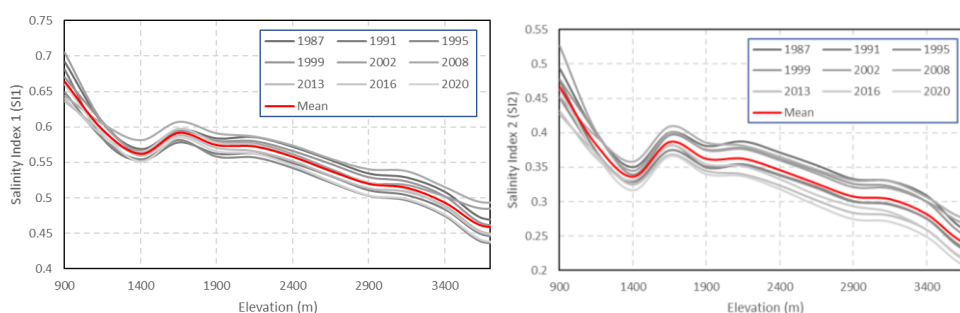 0.75
0.7
0.65
0.6
0.55
0.5
0.45
0.4
Salinity Index 1 (SI1)
1987 1991 1995
1999 2002 2008
2013 2016 2020
Mean
900 1400 1900 2400 2900 3400
Elevation (m)
0.55
0.5
0.45
0.4
0.35
0.3
0.25
0.2
Salinity Index 2 (SI2)
1987 1991 1995
1999 2002 2008
2013 2016 2020
Mean
900 1400 1900 2400 2900 3400
Elevation (m)